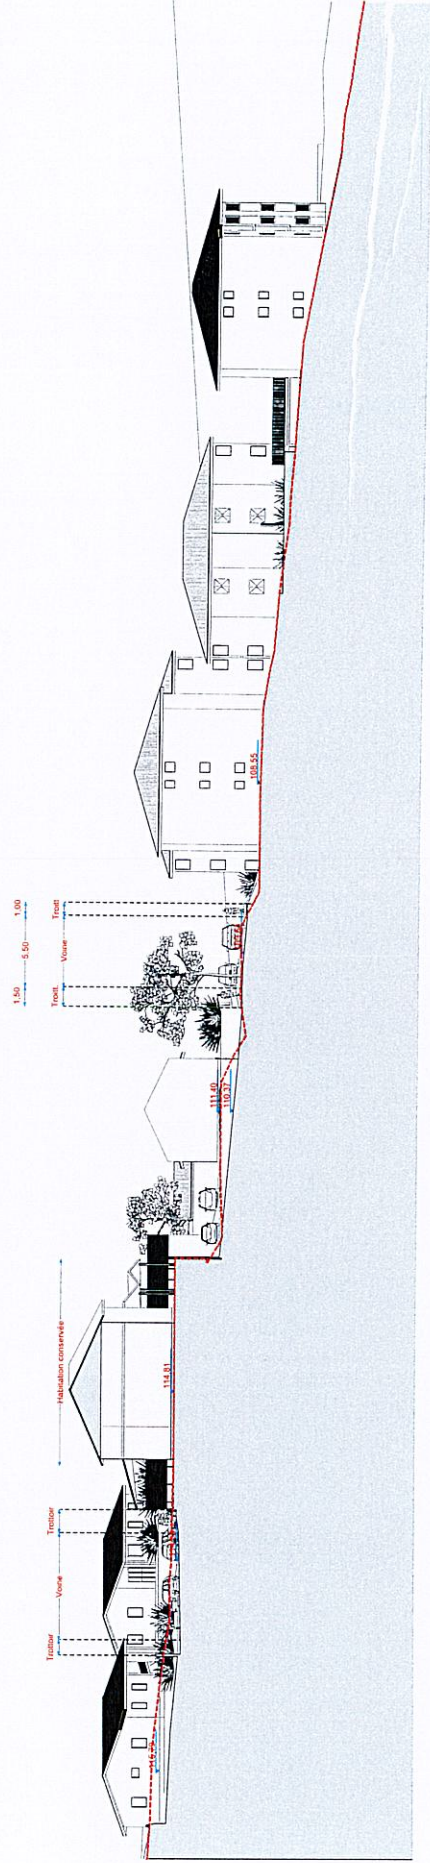 Trottoir
Voirie
Trottoir
Habitation conservée
114.81
111.40
110.37
1,50
5,50
1,00
Trott.
Voirie
Trott
108.55